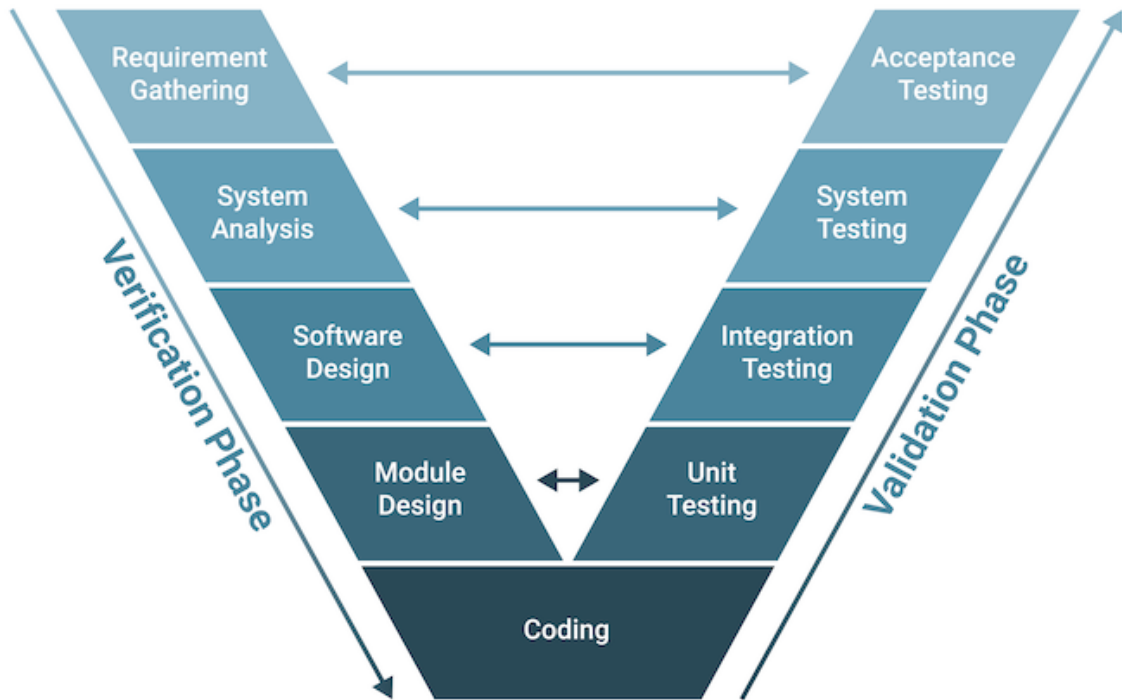 Requirement
Gathering
Acceptance
Testing
System
Analysis
System
Testing
Software
Design
Integration
Testing
Module
Design
Unit
Testing
Coding
Verification Phase
Validation Phase